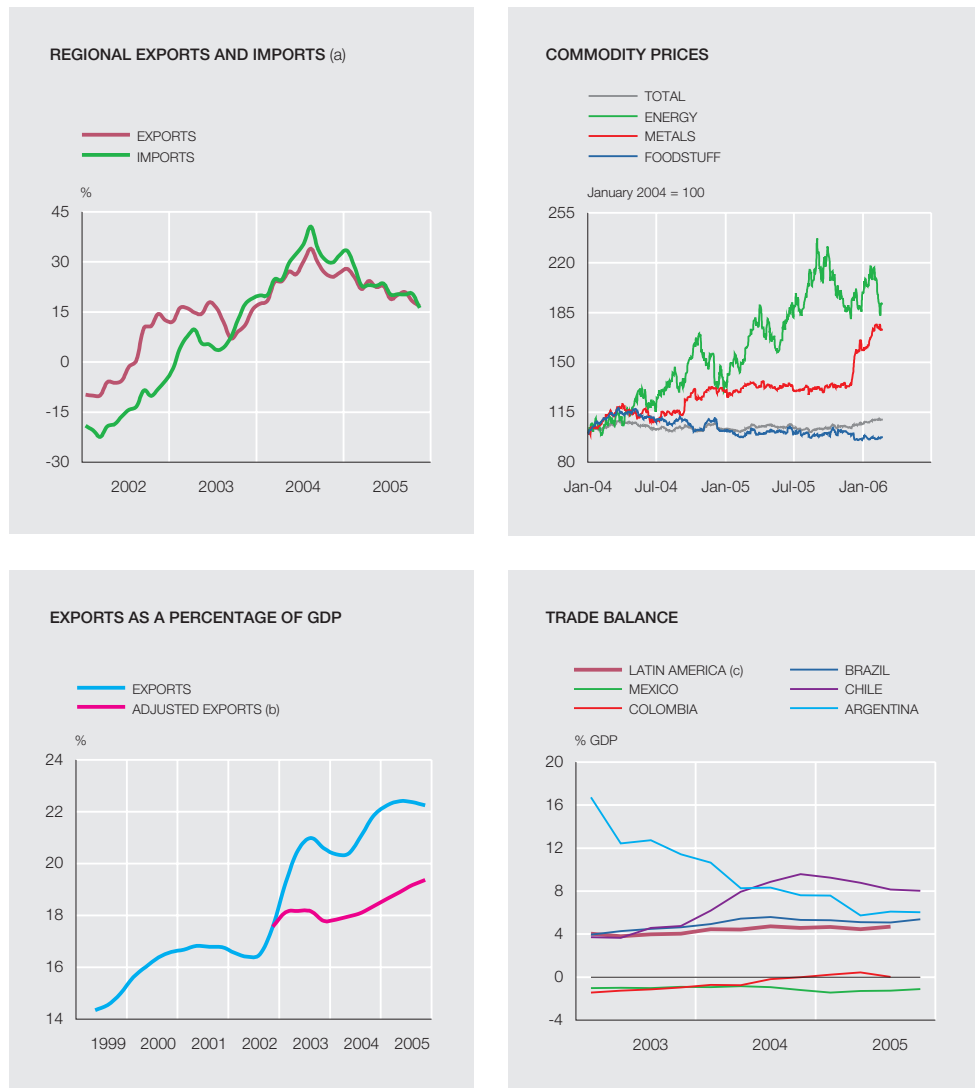 REGIONAL EXPORTS AND IMPORTS (a)
EXPORTS
IMPORTS
%
45
30
15
0
-15
-30
2002 2003 2004 2005
COMMODITY PRICES
TOTAL
ENERGY
METALS
FOODSTUFF
January 2004 = 100
255
220
185
150
115
80
Jan-04 Jul-04 Jan-05 Jul-05 Jan-06
EXPORTS AS A PERCENTAGE OF GDP
EXPORTS
ADJUSTED EXPORTS (b)
%
24
22
20
18
16
14
1999 2000 2001 2002 2003 2004 2005
TRADE BALANCE
LATIN AMERICA (c) BRAZIL
MEXICO CHILE
COLOMBIA ARGENTINA
% GDP
20
16
12
8
4
0
-4
2003 2004 2005